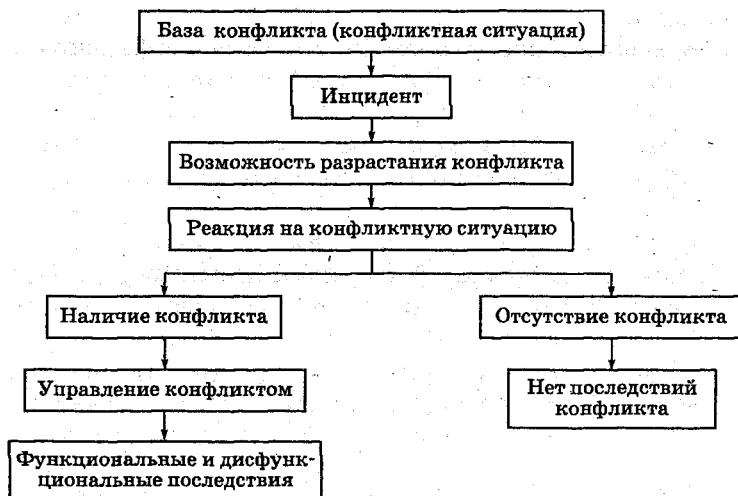 База конфликта (конфликтная ситуация)
Инцидент
Возможность разрастания конфликта
Реакция на конфликтную ситуацию
Наличие конфликта
Отсутствие конфликта
Управление конфликтом
Нет последствий
конфликта
Функциональные и дисфунк-
циональные последствия